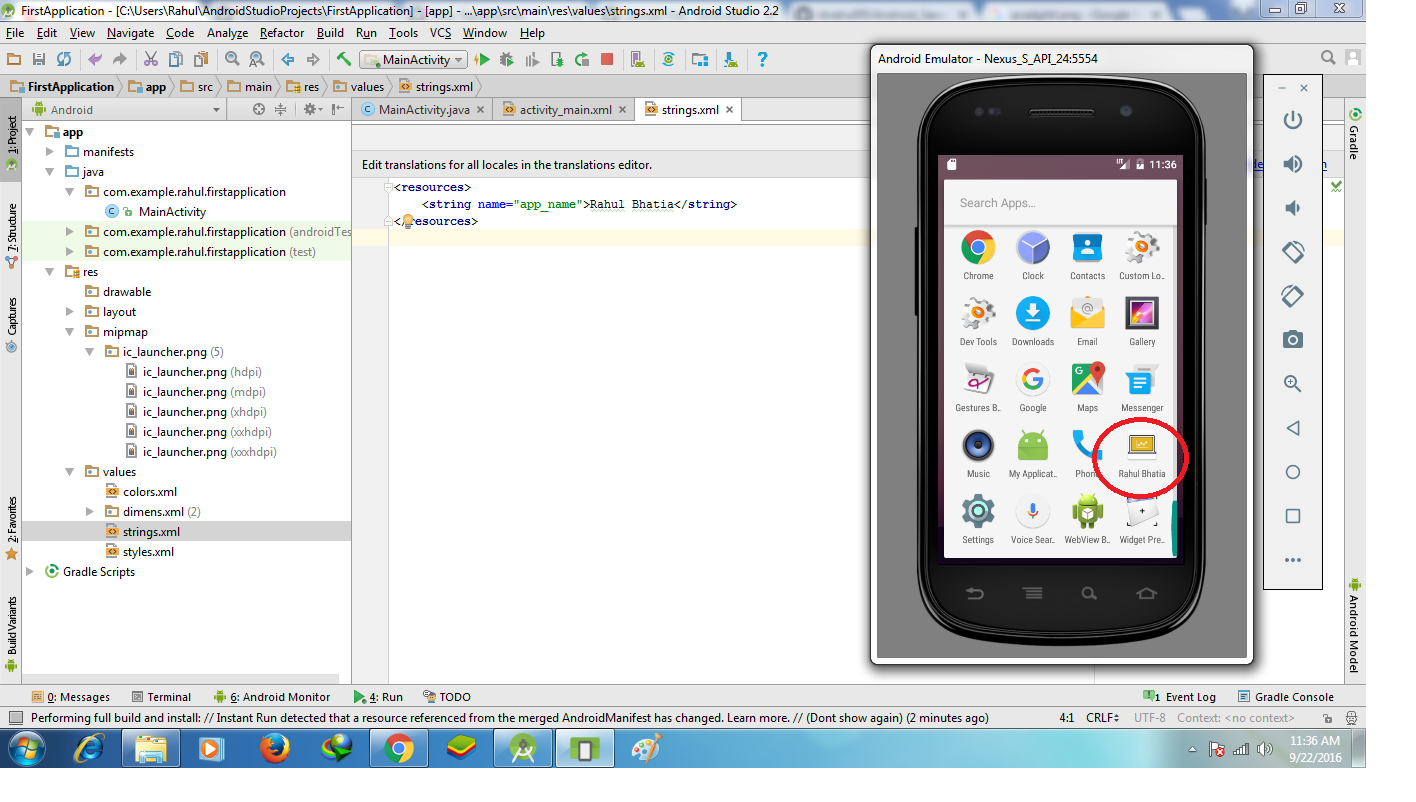 FirstApplication - [C:\Users\Rahul\AndroidStudioProjects\FirstApplication] - [app] - ...\app\src\main\res\values\strings.xml - Android Studio 2.2
File Edit View Navigate Code Analyze Refactor Build Run Tools VCS Window Help
MainActivity
FirstApplication app src main res values strings.xml
Android
MainActivity.java activity_main.xml strings.xml
1: Project
7: Structure
Captures
2: Favorites
Build Variants
app
manifests
java
com.example.rahul.firstapplication
MainActivity
com.example.rahul.firstapplication (androidTes
com.example.rahul.firstapplication (test)
res
drawable
layout
mipmap
ic_launcher.png (5)
ic_launcher.png (hdpi)
ic_launcher.png (mdpi)
ic_launcher.png (xhdpi)
ic_launcher.png (xxhdpi)
ic_launcher.png (xxxhdpi)
values
colors.xml
dimens.xml (2)
strings.xml
styles.xml
Gradle Scripts
Edit translations for all locales in the translations editor.
<resources>
<string name="app_name">Rahul Bhatia</string>
</resources>
Android Emulator - Nexus_S_API_24:5554
LTE 11:36
Search Apps...
Chrome Clock Contacts Custom Lo..
Dev Tools Downloads Email Gallery
Gestures B.. Google Maps Messenger
Music My Applicat.. Phone Rahul Bhatia
Settings Voice Sear.. WebView B.. Widget Pre..
Gradle
Android Model
0: Messages Terminal 6: Android Monitor 4: Run TODO 1 Event Log Gradle Console
Performing full build and install: // Instant Run detected that a resource referenced from the merged AndroidManifest has changed. Learn more. // (Dont show again) (2 minutes ago) 4:1 CRLF UTF-8 Context: <no context>
11:36 AM
9/22/2016